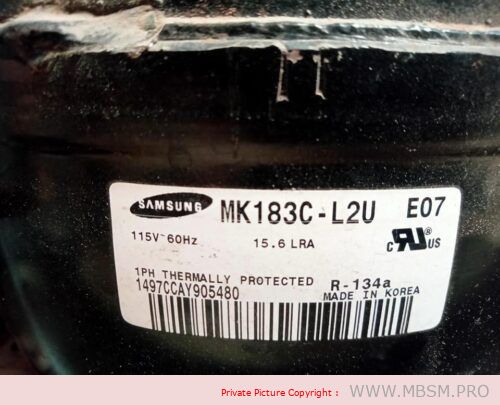 SAMSUNG MK183C-L2U E07
115V~60Hz 15.6 LRA c RU® US
1PH THERMALLY PROTECTED R-134a
1497CCAY905480 MADE IN KOREA
Private Picture Copyright : WWW.MBSM.PRO